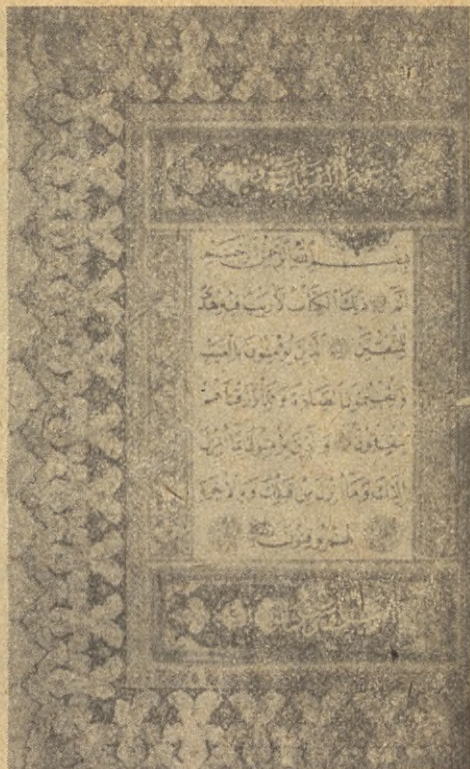 بسم الله الرحمن الرحيم
الم ذلك الكتاب لا ريب فيه هدى
للمتقين الذين يؤمنون بالغيب
ويقيمون الصلوة ومما رزقناهم
ينفقون والذين يؤمنون بما انزل
اليك وما انزل من قبلك وبالاخرة
هم يوقنون